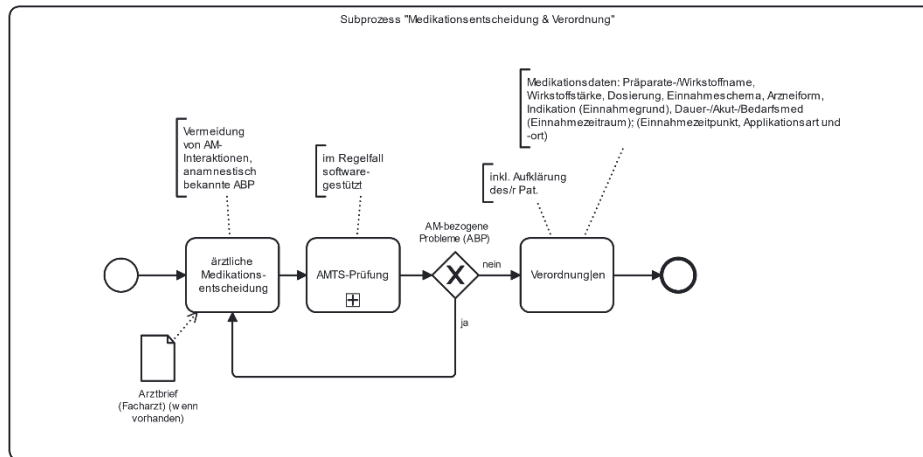 Subprozess "Medikationsentscheidung & Verordnung"
Medikationsdaten: Präparate-/Wirkstoffname,
Wirkstoffstärke, Dosierung, Einnahmeschema, Arzneiform,
Indikation (Einnahmegrund), Dauer-/Akut-/Bedarfsmed
(Einnahmezeitraum); (Einnahmezeitpunkt, Applikationsart und
-ort)
Vermeidung
von AM-
Interaktionen,
anamnestisch
bekannte ABP
im Regelfall
software-
gestützt
inkl. Aufklärung
des/r Pat.
AM-bezogene
Probleme (ABP)
ärztliche
Medikations-
entscheidung
AMTS-Prüfung
nein
Verordnung|en
ja
Arztbrief
(Facharzt) (wenn
vorhanden)